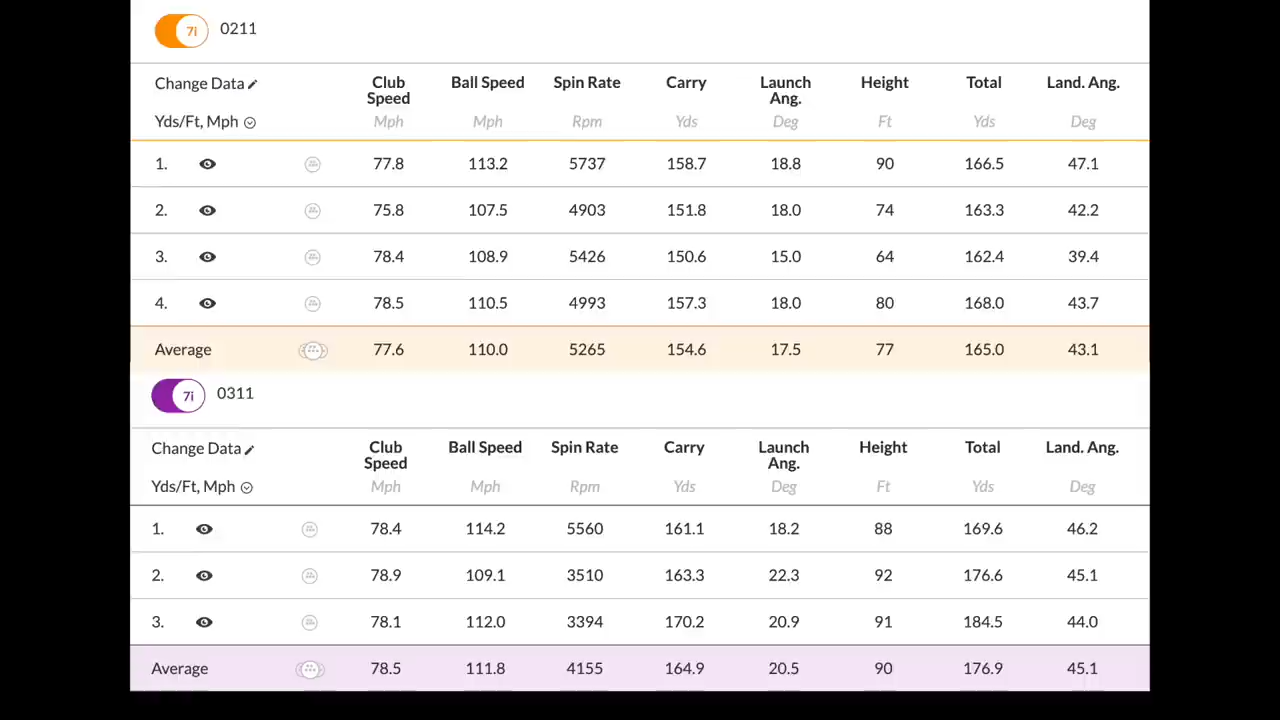 7i 0211
Change Data Club Speed Ball Speed Spin Rate Carry Launch Ang. Height Total Land. Ang.
Yds/Ft, Mph Mph Mph Rpm Yds Deg Ft Yds Deg
1. 77.8 113.2 5737 158.7 18.8 90 166.5 47.1
2. 75.8 107.5 4903 151.8 18.0 74 163.3 42.2
3. 78.4 108.9 5426 150.6 15.0 64 162.4 39.4
4. 78.5 110.5 4993 157.3 18.0 80 168.0 43.7
Average 77.6 110.0 5265 154.6 17.5 77 165.0 43.1
7i 0311
Change Data Club Speed Ball Speed Spin Rate Carry Launch Ang. Height Total Land. Ang.
Yds/Ft, Mph Mph Mph Rpm Yds Deg Ft Yds Deg
1. 78.4 114.2 5560 161.1 18.2 88 169.6 46.2
2. 78.9 109.1 3510 163.3 22.3 92 176.6 45.1
3. 78.1 112.0 3394 170.2 20.9 91 184.5 44.0
Average 78.5 111.8 4155 164.9 20.5 90 176.9 45.1